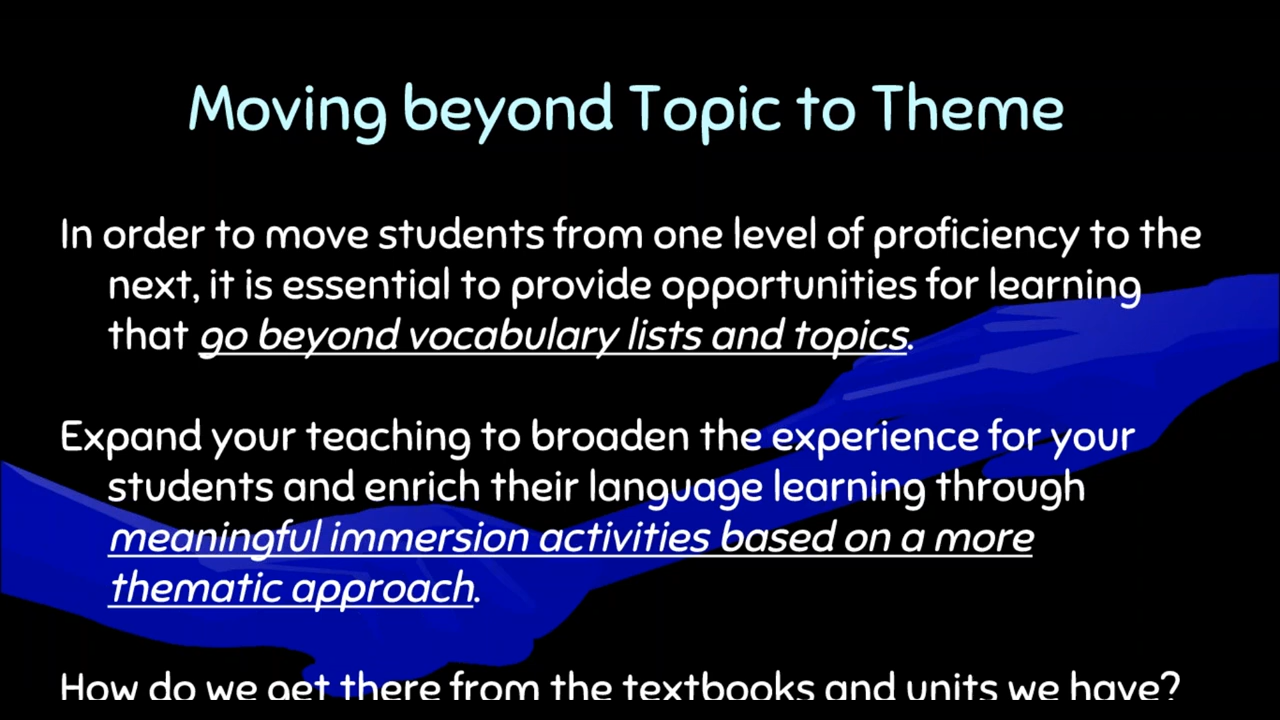 Moving beyond Topic to Theme
In order to move students from one level of proficiency to the
next, it is essential to provide opportunities for learning
that go beyond vocabulary lists and topics.
Expand your teaching to broaden the experience for your
students and enrich their language learning through
meaningful immersion activities based on a more
thematic approach.
How do we get there from the textbooks and units we have?